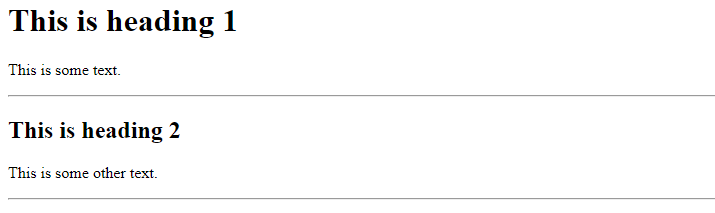 This is heading 1
This is some text.
This is heading 2
This is some other text.